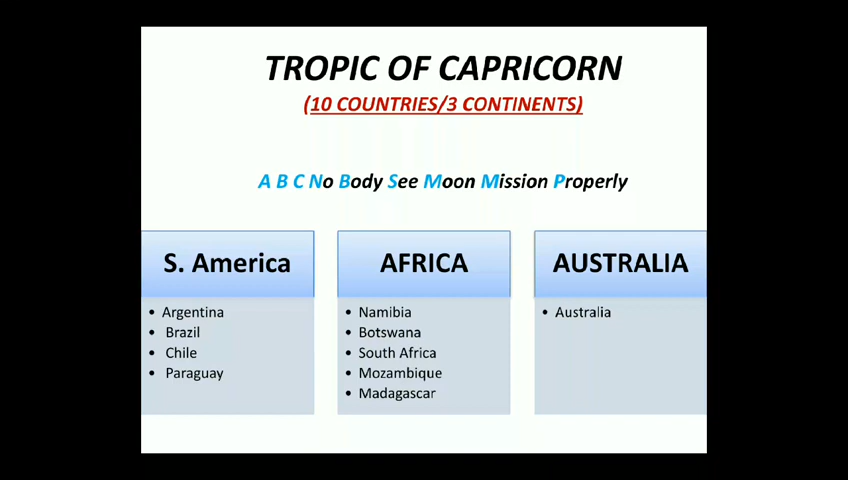 TROPIC OF CAPRICORN
(10 COUNTRIES/3 CONTINENTS)
A B C No Body See Moon Mission Properly
S. America
• Argentina
• Brazil
• Chile
• Paraguay
AFRICA
• Namibia
• Botswana
• South Africa
• Mozambique
• Madagascar
AUSTRALIA
• Australia